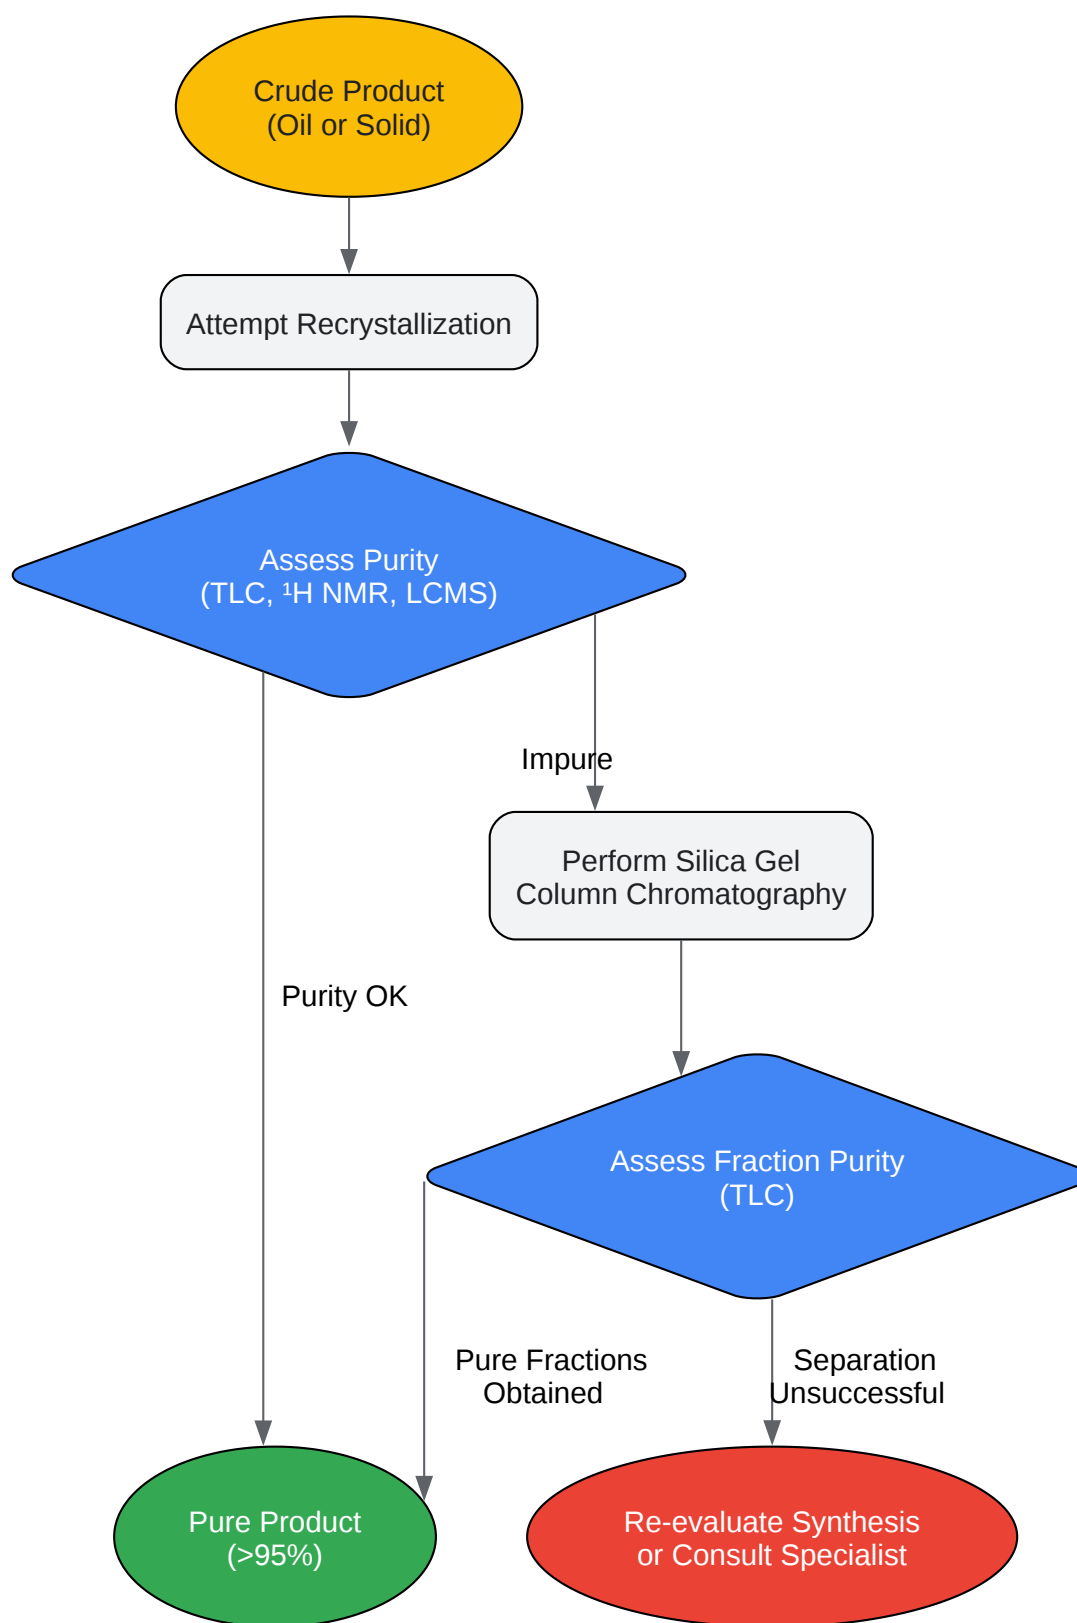 Crude Product
(Oil or Solid)
Attempt Recrystallization
Assess Purity
(TLC, ¹H NMR, LCMS)
Impure
Perform Silica Gel
Column Chromatography
Purity OK
Assess Fraction Purity
(TLC)
Pure Fractions
Obtained
Separation
Unsuccessful
Pure Product
(>95%)
Re-evaluate Synthesis
or Consult Specialist